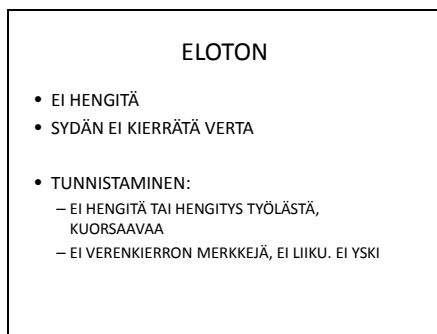 ELOTON
• EI HENGITÄ
• SYDÄN EI KIERRÄTÄ VERTA
• TUNNISTAMINEN:
– EI HENGITÄ TAI HENGITYS TYÖLÄSTÄ,
KUORSAAVAA
– EI VERENKIERRON MERKKEJÄ, EI LIIKU. EI YSKI